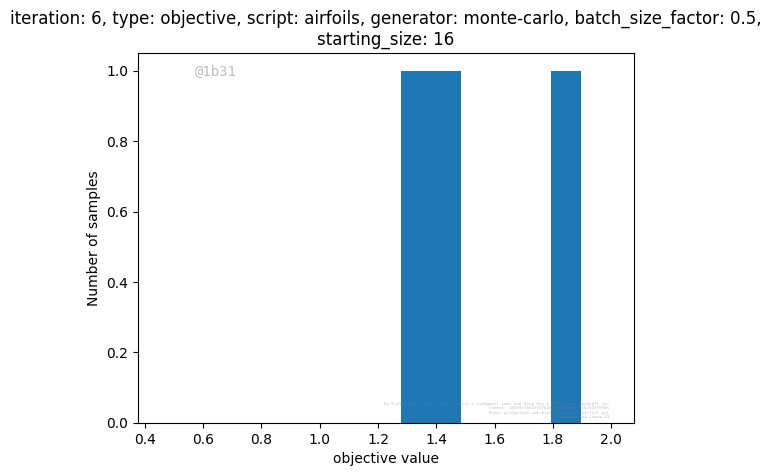 iteration: 6, type: objective, script: airfoils, generator: monte-carlo, batch_size_factor: 0.5,
starting_size: 16
@1b31
1.0
0.8
0.6
0.4
0.2
0.0
Number of samples
0.4 0.6 0.8 1.0 1.2 1.4 1.6 1.8 2.0
objective value